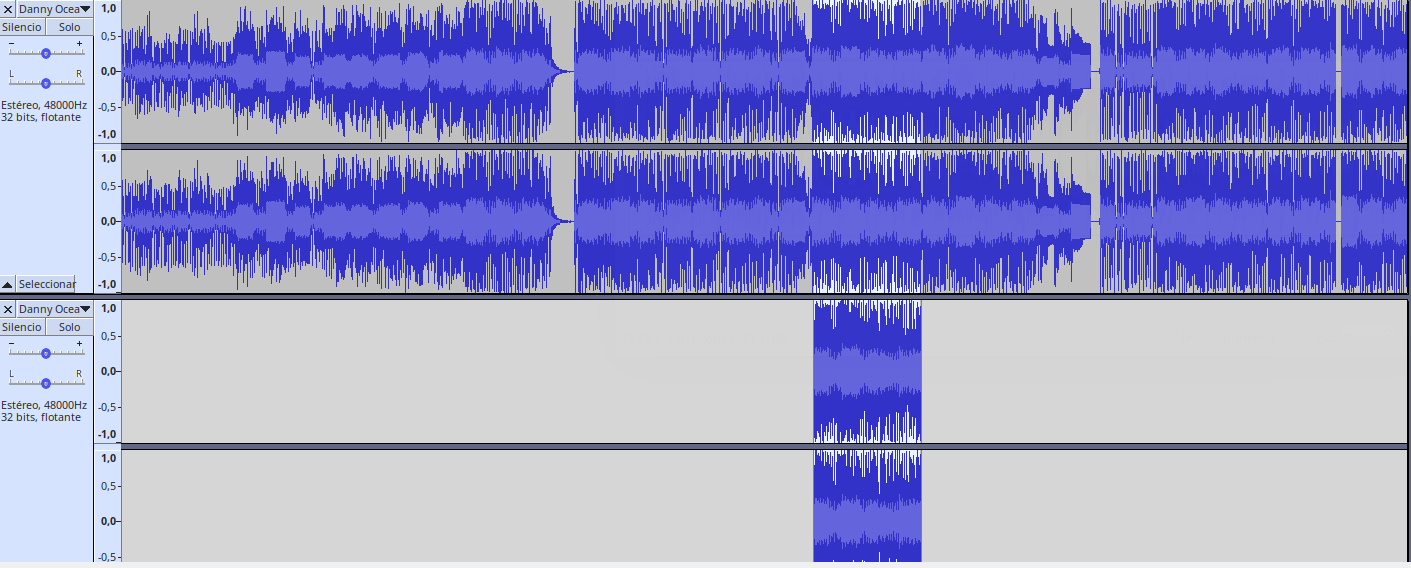 Danny Ocea
Silencio Solo
- +
L R
Estéreo, 48000Hz
32 bits, flotante
Seleccionar
1,0
0,5
0,0
-0,5
-1,0
1,0
0,5
0,0
-0,5
-1,0
Danny Ocea
Silencio Solo
- +
L R
Estéreo, 48000Hz
32 bits, flotante
1,0
0,5
0,0
-0,5
-1,0
1,0
0,5
0,0
-0,5